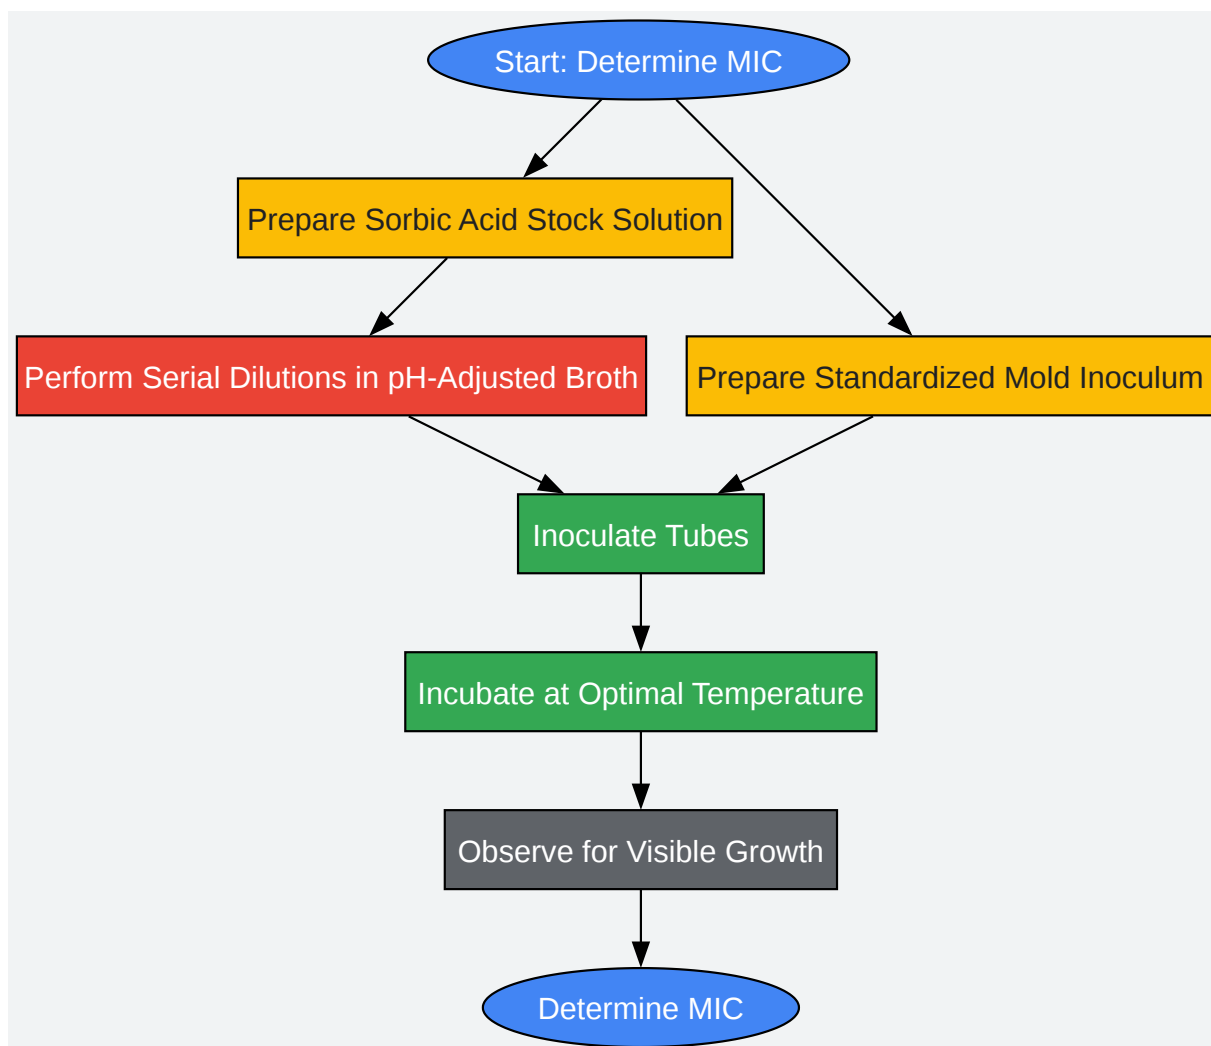 Start: Determine MIC
Prepare Sorbic Acid Stock Solution
Perform Serial Dilutions in pH-Adjusted Broth
Prepare Standardized Mold Inoculum
Inoculate Tubes
Incubate at Optimal Temperature
Observe for Visible Growth
Determine MIC